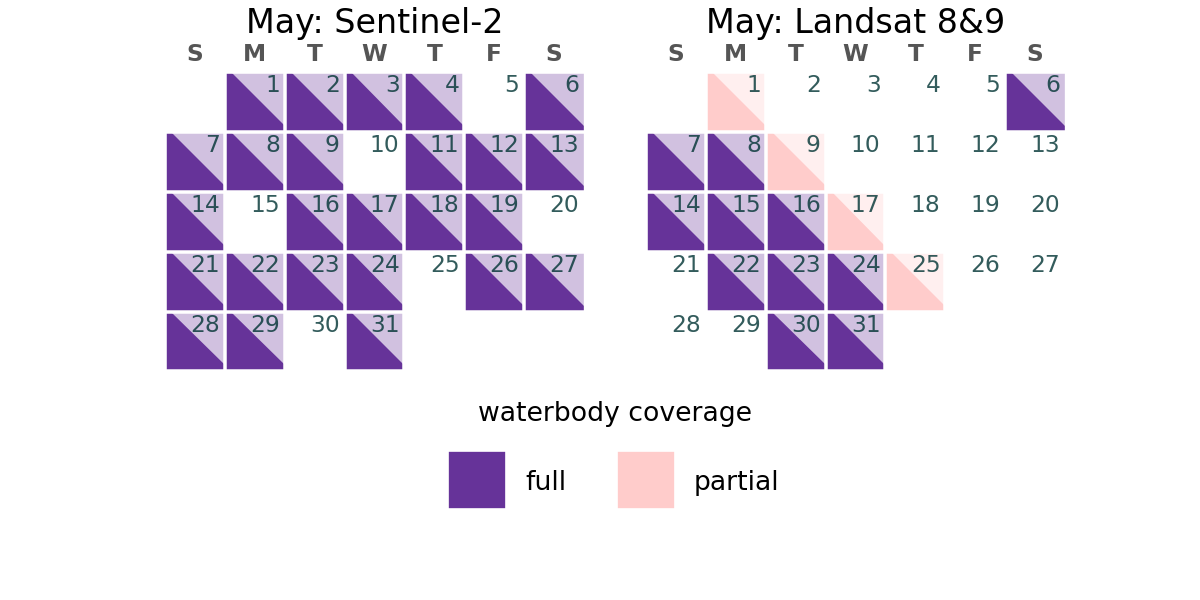 May: Sentinel-2
S M T W T F S
1 2 3 4 5 6
7 8 9 10 11 12 13
14 15 16 17 18 19 20
21 22 23 24 25 26 27
28 29 30 31
May: Landsat 8&9
S M T W T F S
1 2 3 4 5 6
7 8 9 10 11 12 13
14 15 16 17 18 19 20
21 22 23 24 25 26 27
28 29 30 31
waterbody coverage
full partial